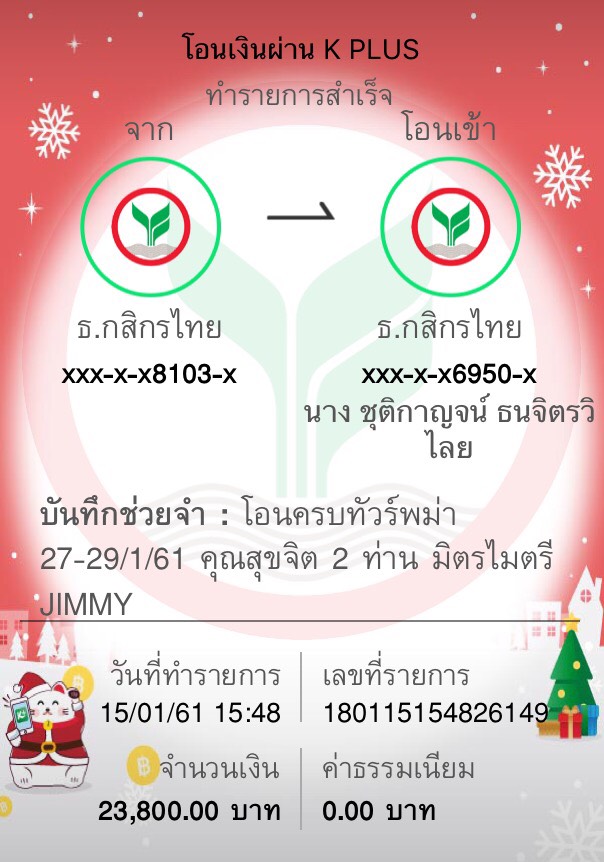 โอนเงินผ่าน K PLUS
ทำรายการสำเร็จ
จาก
โอนเข้า
ธ.กสิกรไทย
ธ.กสิกรไทย
xxx-x-x8103-x
xxx-x-x6950-x
นาง ชุติกาญจน์ ธนจิตรวิ
ไลย
บันทึกช่วยจำ : โอนครบทัวร์พม่า
27-29/1/61 คุณสุขจิต 2 ท่าน มิตรไมตรี
JIMMY
วันที่ทำรายการ
เลขที่รายการ
15/01/61 15:48
180115154826149
จำนวนเงิน
ค่าธรรมเนียม
23,800.00 บาท
0.00 บาท